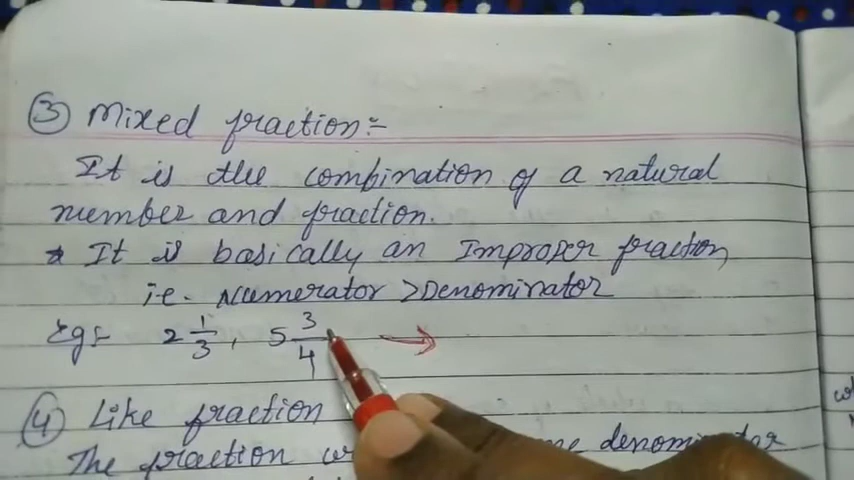 ③ Mixed fraction:-
It is the combination of a natural
number and fraction.
* It is basically an Improper fraction,
i.e. Numerator > Denominator
Eg:- 2 1/3, 5 3/4 →
④ Like fraction
The fraction denominator